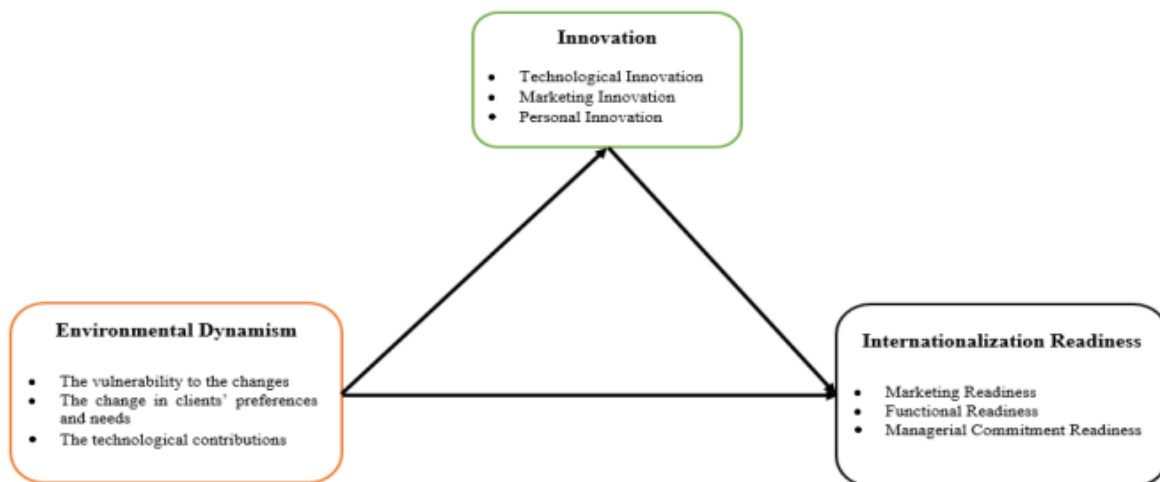 Innovation
• Technological Innovation
• Marketing Innovation
• Personal Innovation
Environmental Dynamism
• The vulnerability to the changes
• The change in clients’ preferences
and needs
• The technological contributions
Internationalization Readiness
• Marketing Readiness
• Functional Readiness
• Managerial Commitment Readiness